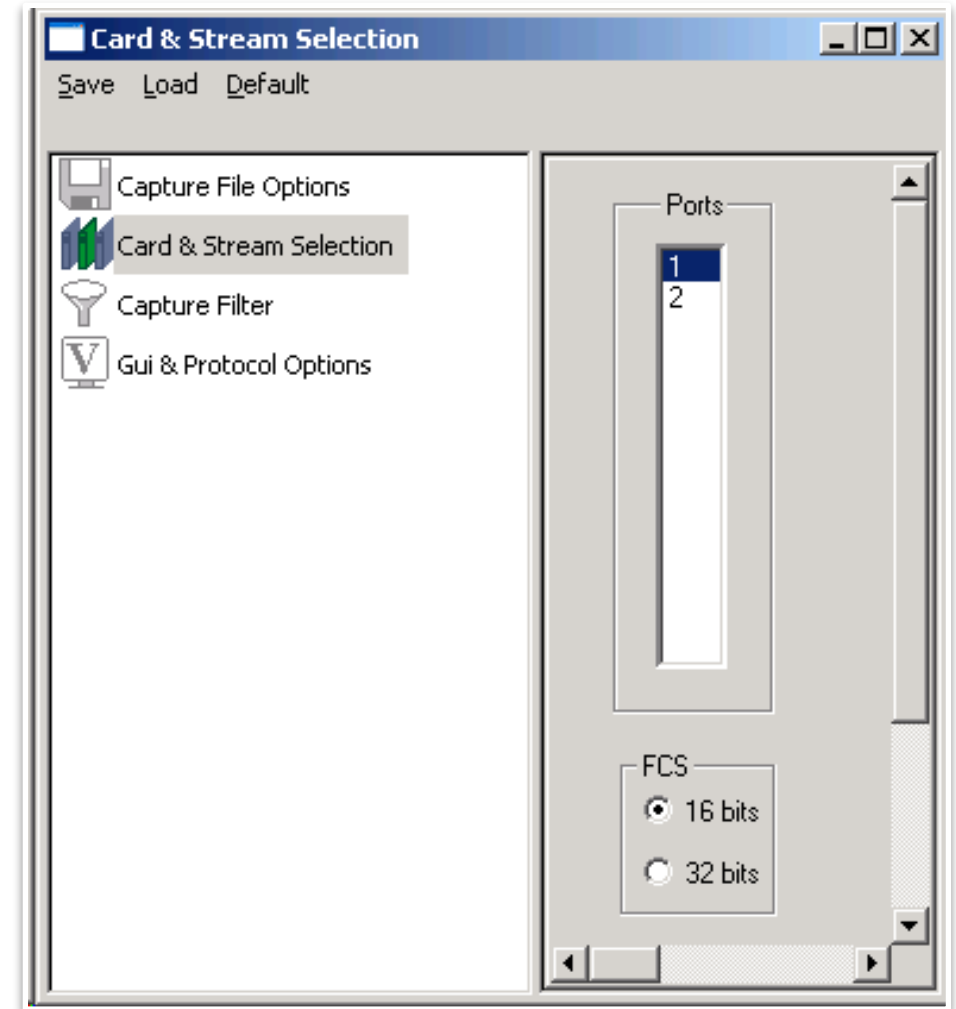 Card & Stream Selection
Save Load Default
Capture File Options
Card & Stream Selection
Capture Filter
V Gui & Protocol Options
Ports
1
2
FCS
16 bits
32 bits